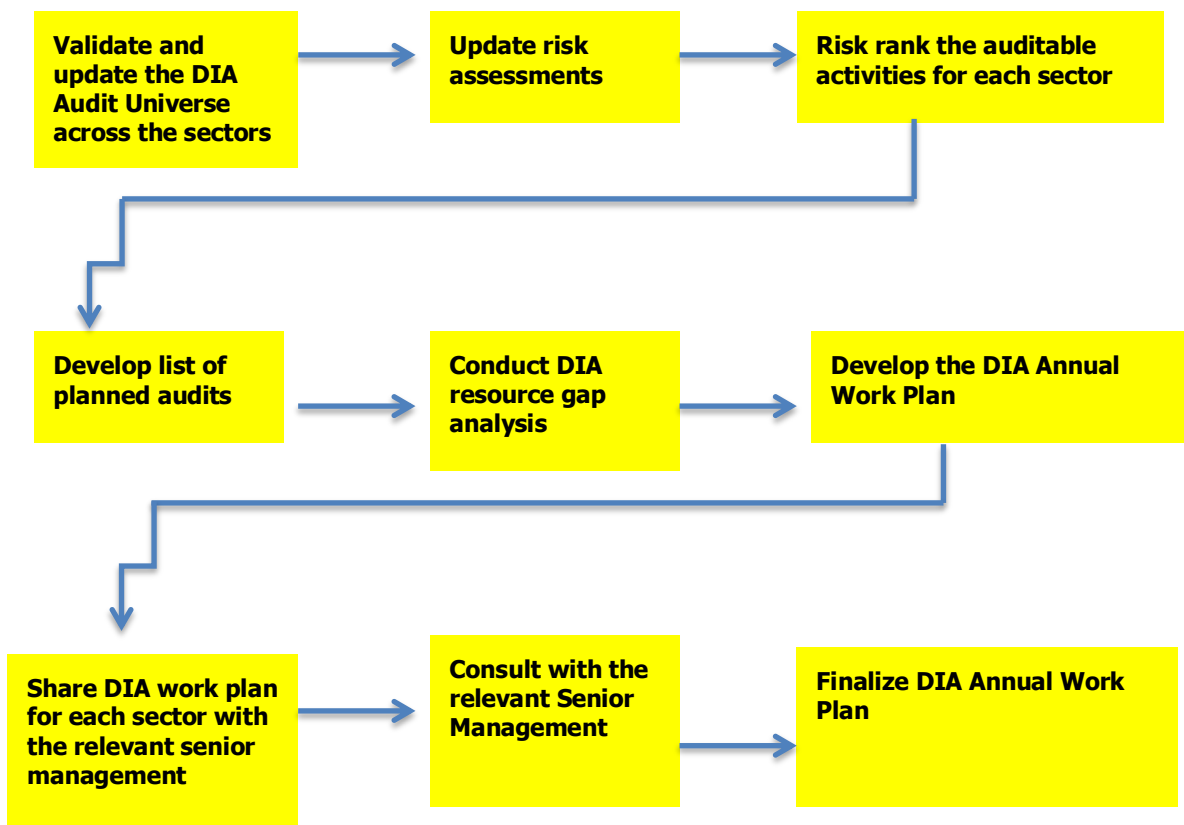 Validate and
update the DIA
Audit Universe
across the sectors
Update risk
assessments
Risk rank the auditable
activities for each sector
Develop list of
planned audits
Conduct DIA
resource gap
analysis
Develop the DIA Annual
Work Plan
Share DIA work plan
for each sector with
the relevant senior
management
Consult with the
relevant Senior
Management
Finalize DIA Annual Work
Plan